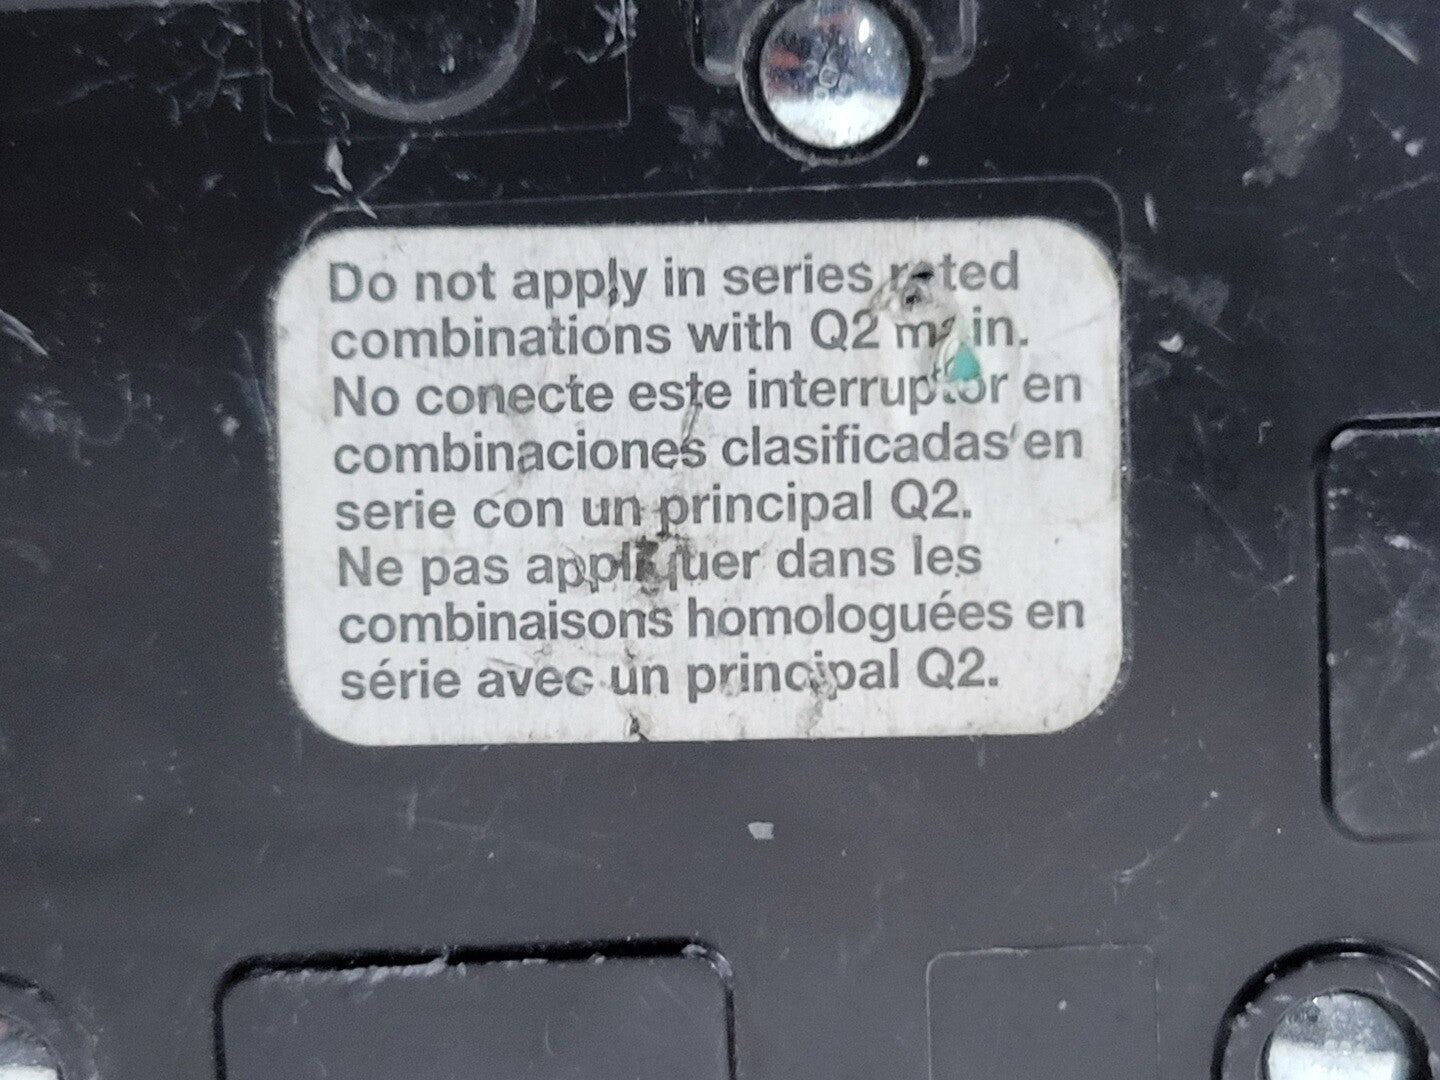 Do not apply in series rated
combinations with Q2 main.
No conecte este interruptor en
combinaciones clasificadas en
serie con un principal Q2.
Ne pas appliquer dans les
combinaisons homologuées en
série avec un principal Q2.